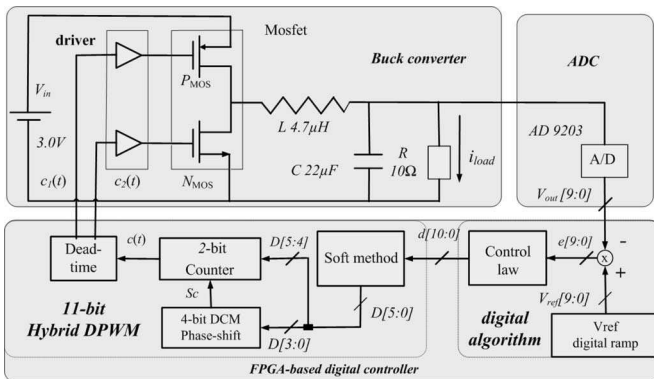 Mosfet
driver
Buck converter
ADC
V_in
P_MOS
L 4.7μH
AD 9203
3.0V
C 22μF
R
10Ω
i_load
A/D
c_1(t)
c_2(t)
N_MOS
V_out[9:0]
Dead-
time
c(t)
2-bit
Counter
D[5:4]
Soft method
d[10:0]
Control
law
e[9:0]
-
x
+
Sc
D[5:0]
V_ref[9:0]
11-bit
Hybrid DPWM
4-bit DCM
Phase-shift
D[3:0]
digital
algorithm
Vref
digital ramp
FPGA-based digital controller